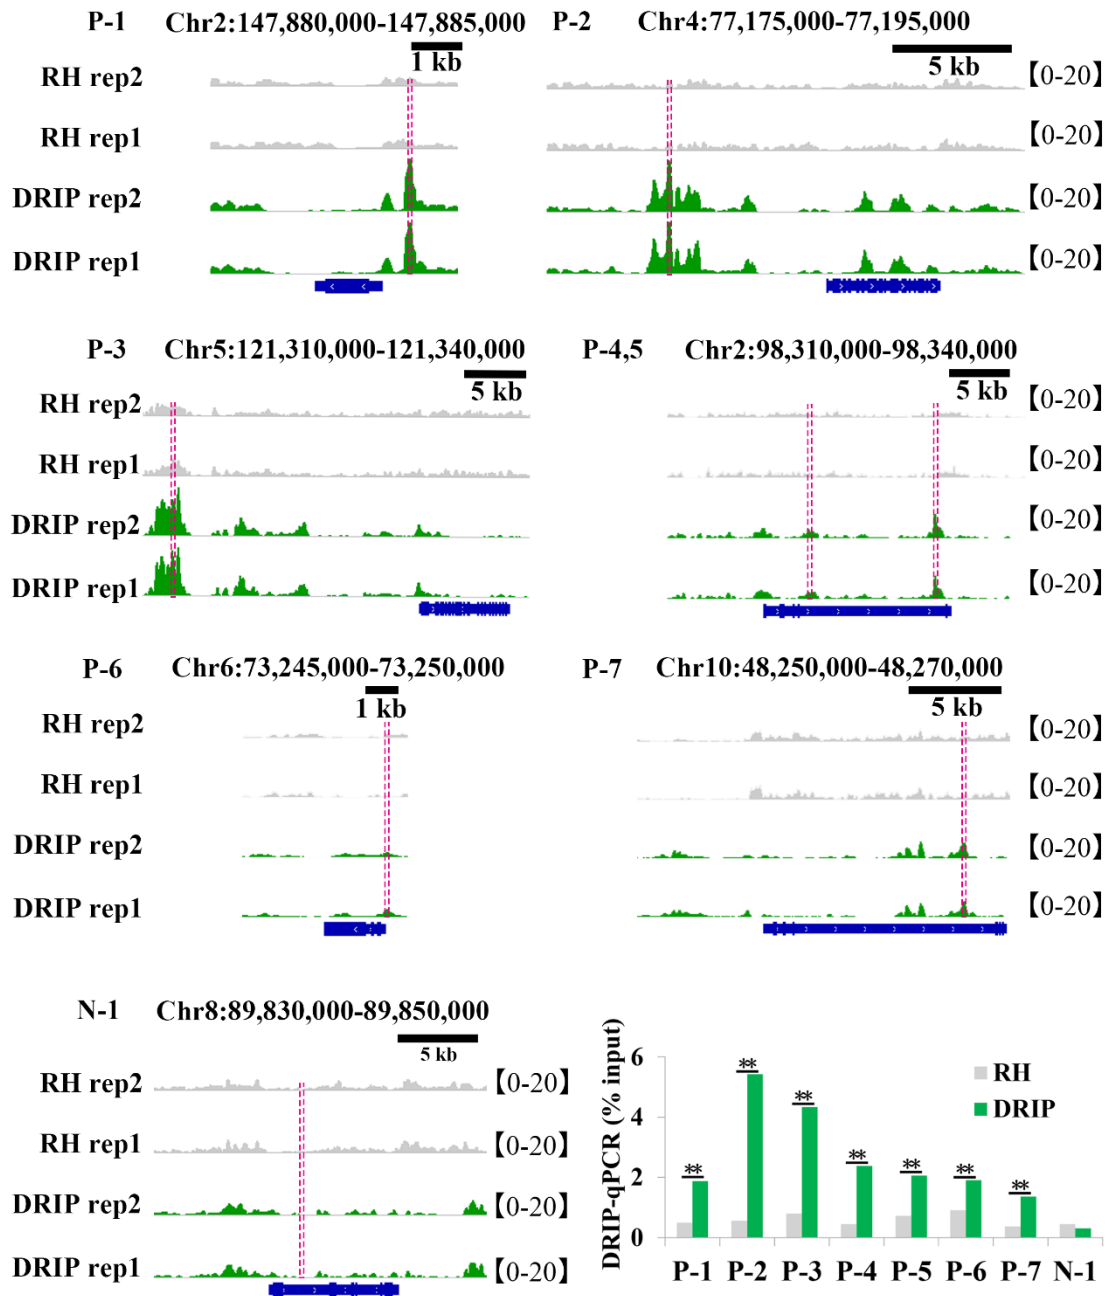 P-1 Chr2:147,880,000-147,885,000
1 kb
RH rep2
RH rep1
DRIP rep2
DRIP rep1
P-2 Chr4:77,175,000-77,195,000
5 kb
【0-20】
【0-20】
【0-20】
【0-20】
P-3 Chr5:121,310,000-121,340,000
5 kb
RH rep2
RH rep1
DRIP rep2
DRIP rep1
P-4,5 Chr2:98,310,000-98,340,000
5 kb
【0-20】
【0-20】
【0-20】
【0-20】
P-6 Chr6:73,245,000-73,250,000
1 kb
RH rep2
RH rep1
DRIP rep2
DRIP rep1
P-7 Chr10:48,250,000-48,270,000
5 kb
【0-20】
【0-20】
【0-20】
【0-20】
N-1 Chr8:89,830,000-89,850,000
5 kb
RH rep2 【0-20】
RH rep1 【0-20】
DRIP rep2 【0-20】
DRIP rep1 【0-20】
DRIP-qPCR (% input)
6
4
2
0
RH
DRIP
** ** ** ** ** ** **
P-1 P-2 P-3 P-4 P-5 P-6 P-7 N-1